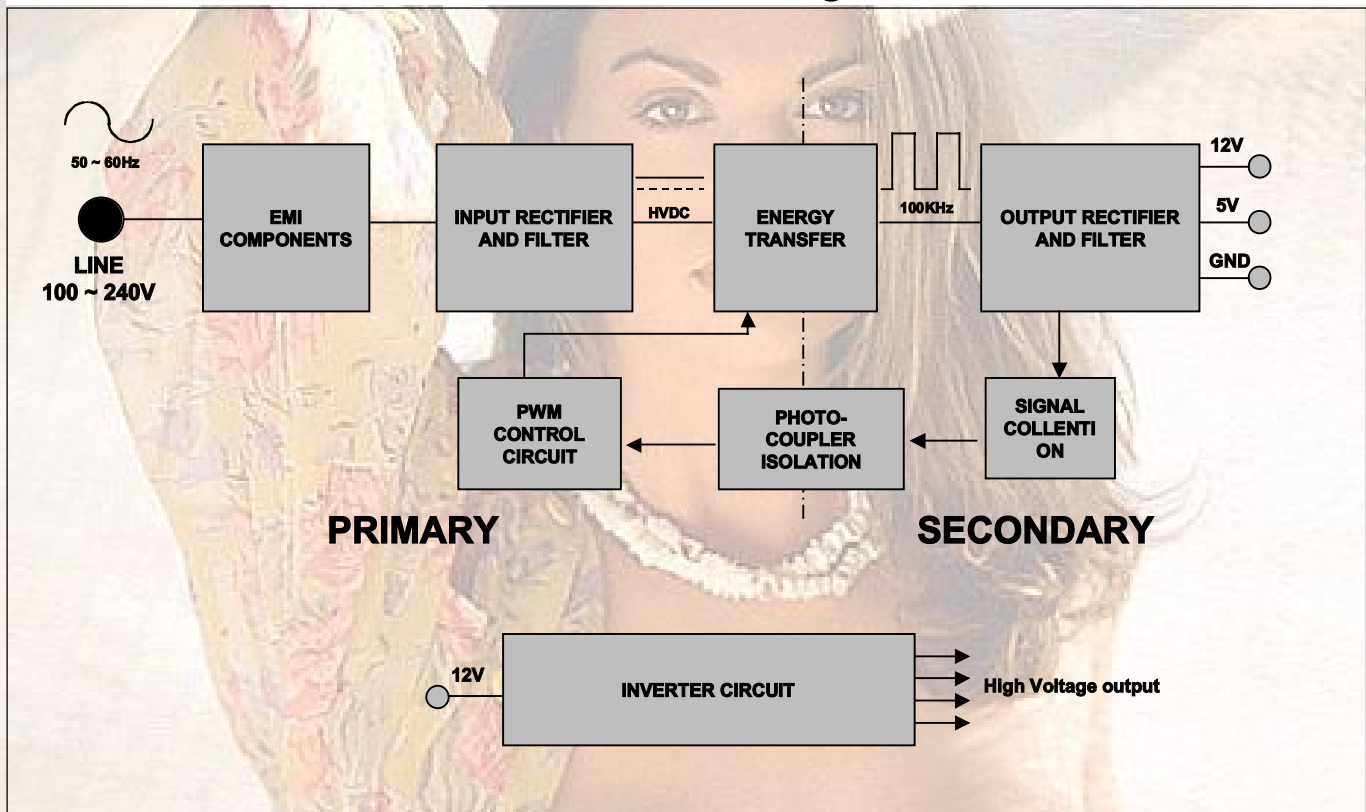 50 ~ 60Hz
LINE
100 ~ 240V
EMI
COMPONENTS
INPUT RECTIFIER
AND FILTER
HVDC
ENERGY
TRANSFER
100KHz
OUTPUT RECTIFIER
AND FILTER
12V
5V
GND
PWM
CONTROL
CIRCUIT
PHOTO-
COUPLER
ISOLATION
SIGNAL
COLLENTI
ON
PRIMARY
SECONDARY
12V
INVERTER CIRCUIT
High Voltage output